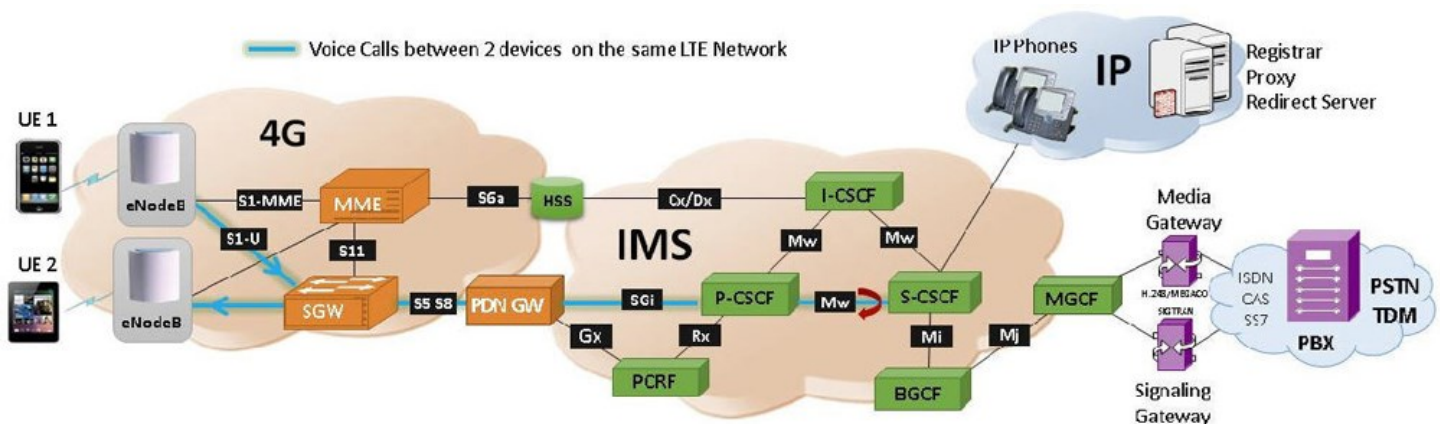 Voice Calls between 2 devices on the same LTE Network
IP Phones
IP
Registrar
Proxy
Redirect Server
UE 1
4G
eNodeB
S1-MME
MME
S6a
HSS
Cx/Dx
I-CSCF
S1-U
S11
IMS
Mw
Mw
UE 2
eNodeB
SGW
S5 S8
PDN GW
SGi
P-CSCF
Mw
S-CSCF
MGCF
Gx
Rx
PCRF
Mi
Mj
BGCF
Media
Gateway
H.248/MEGACO
SIGTRAN
Signaling
Gateway
ISDN
CAS
SS7
PBX
PSTN
TDM